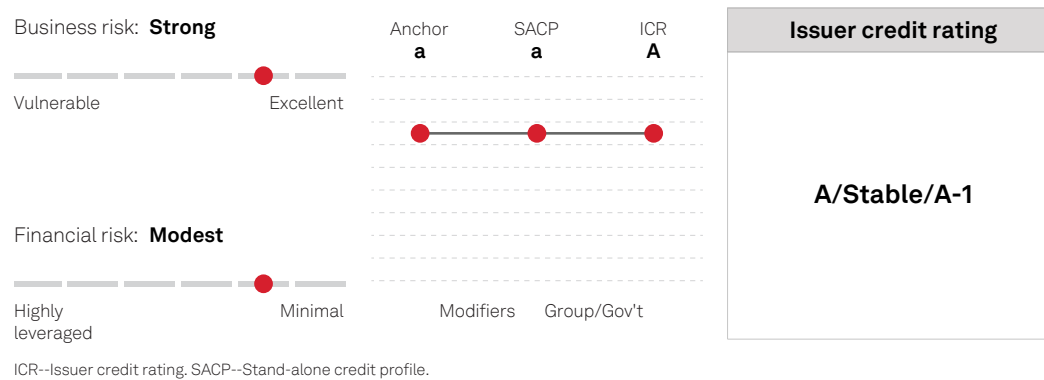 Business risk: Strong
Vulnerable Excellent
Financial risk: Modest
Highly leveraged Minimal
Anchor SACP ICR
a a A
Modifiers Group/Gov't
Issuer credit rating
A/Stable/A-1
ICR--Issuer credit rating. SACP--Stand-alone credit profile.